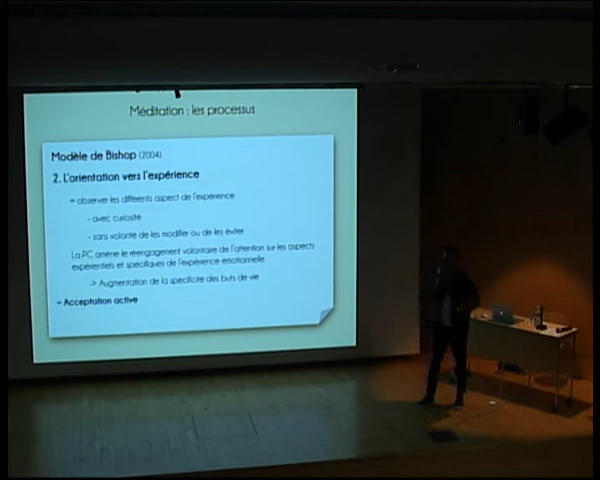 Méditation : les processus
Modèle de Bishop (2004)
2. L'orientation vers l'expérience
= observer les différents aspect de l'expérience
- avec curiosité
- sans volonté de les modifier ou de les éviter
La PC amène le réengagement volontaire de l'attention sur les aspects
expérientiels et spécifiques de l'expérience émotionnelle
-> Augmentation de la spécificité des buts de vie
= Acceptation active